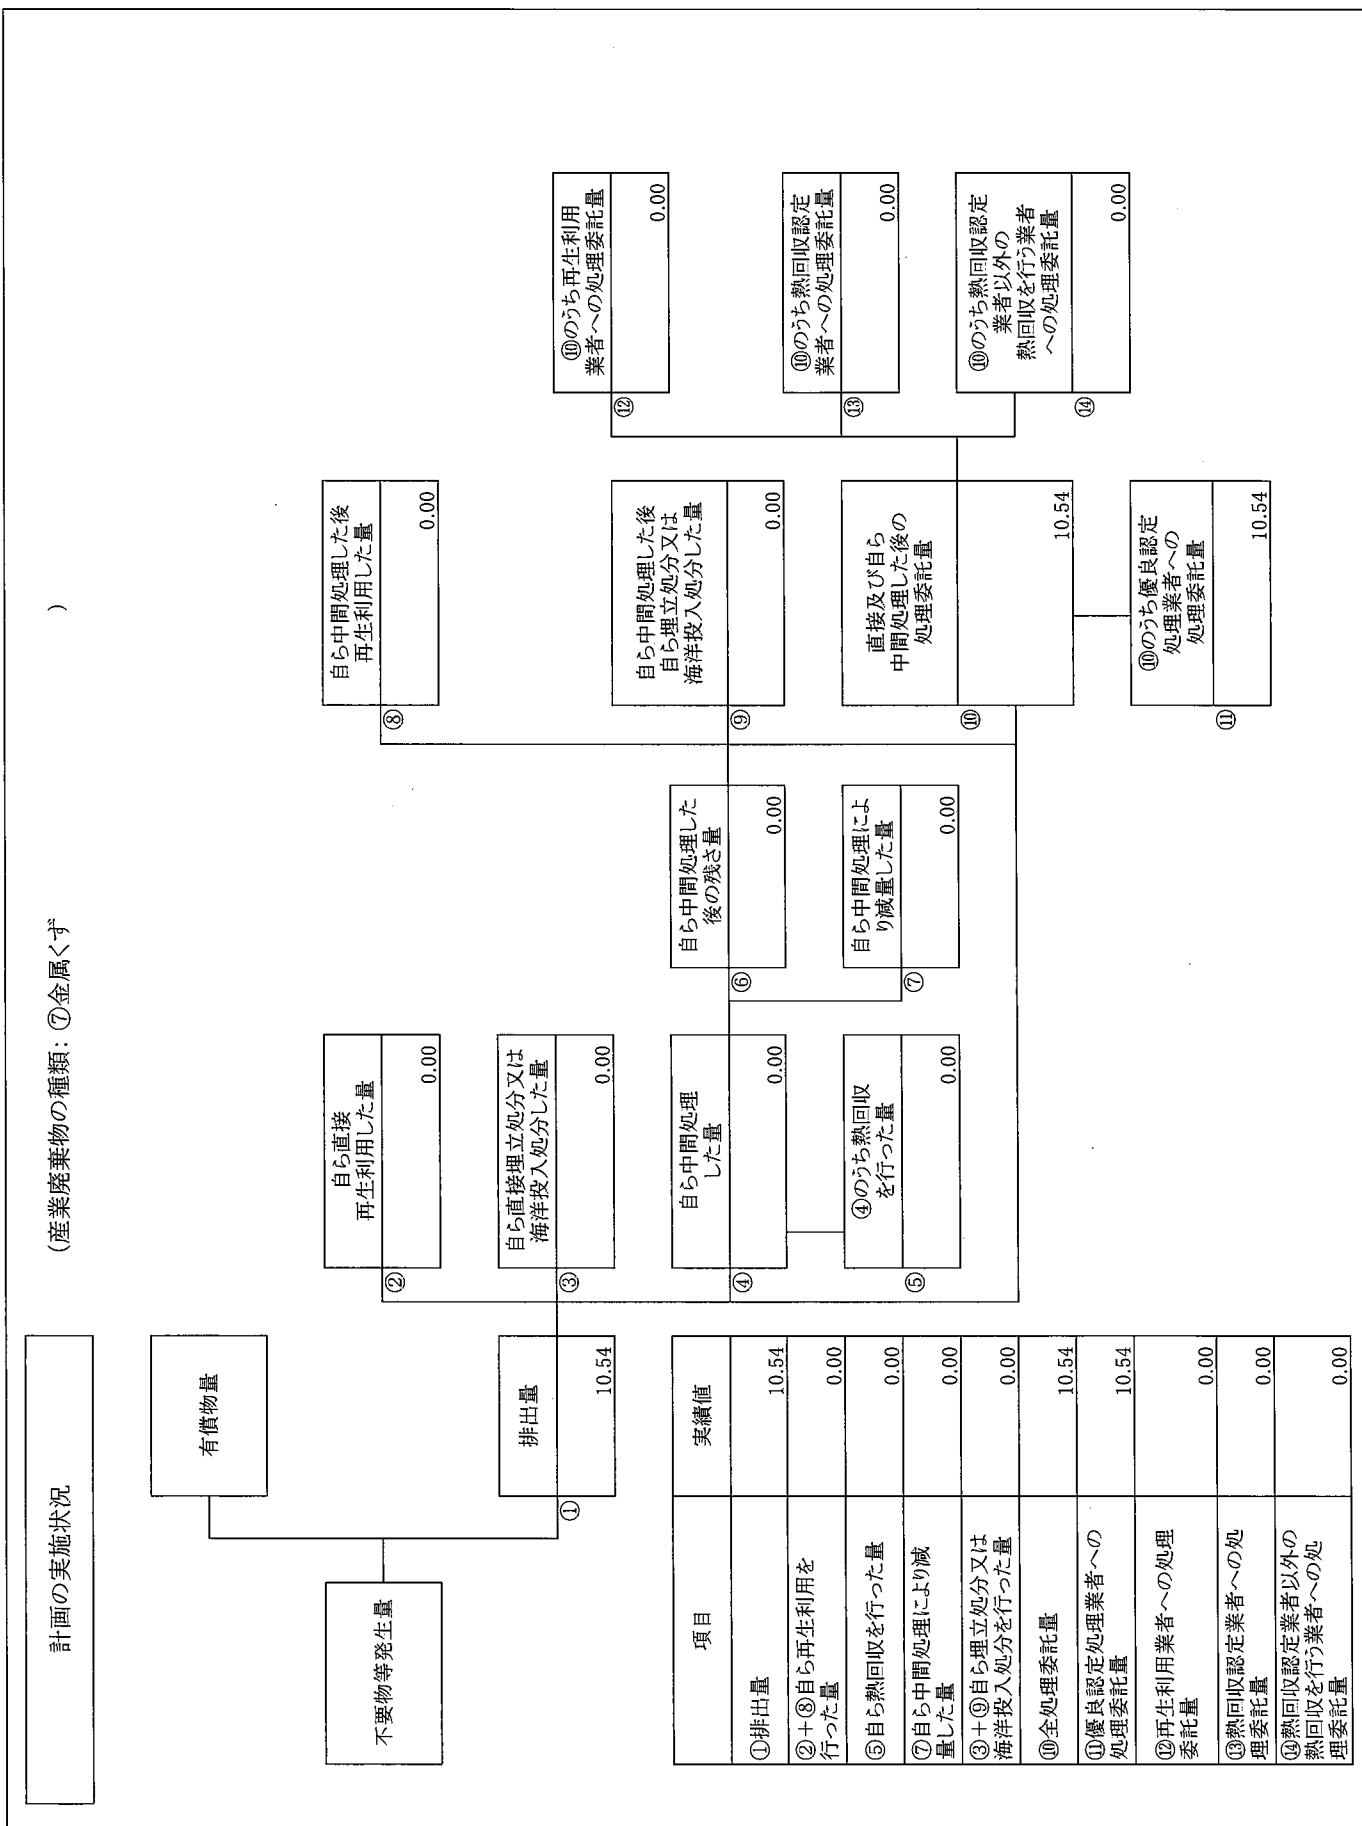 計画の実施状況
(産業廃棄物の種類：⑦金属くず
)
不要物等発生量
有償物量
①
排出量
10.54
②
自ら直接
再生利用した量
0.00
③
自ら直接埋立処分又は
海洋投入処分した量
0.00
④
自ら中間処理
した量
0.00
⑤
④のうち熱回収
を行った量
0.00
⑥
自ら中間処理した
後の残さ量
0.00
⑦
自ら中間処理によ
り減量した量
0.00
⑧
自ら中間処理した後
再生利用した量
0.00
⑨
自ら中間処理した後
自ら埋立処分又は
海洋投入処分した量
0.00
⑩
直接及び自ら
中間処理した後の
処理委託量
10.54
⑪
⑩のうち優良認定
処理業者への
処理委託量
10.54
⑫
⑩のうち再生利用
業者への処理委託量
0.00
⑬
⑩のうち熱回収認定
業者への処理委託量
0.00
⑭
⑩のうち熱回収認定
業者以外の
熱回収を行う業者
への処理委託量
0.00
項目
実績値
①排出量
10.54
②＋⑧自ら再生利用を
行った量
0.00
⑤自ら熱回収を行った量
0.00
⑦自ら中間処理により減
量した量
0.00
③＋⑨自ら埋立処分又は
海洋投入処分を行った量
0.00
⑩全処理委託量
10.54
⑪優良認定処理業者への
処理委託量
10.54
⑫再生利用業者への処理
委託量
0.00
⑬熱回収認定業者への処
理委託量
0.00
⑭熱回収認定業者以外の
熱回収を行う業者への処
理委託量
0.00